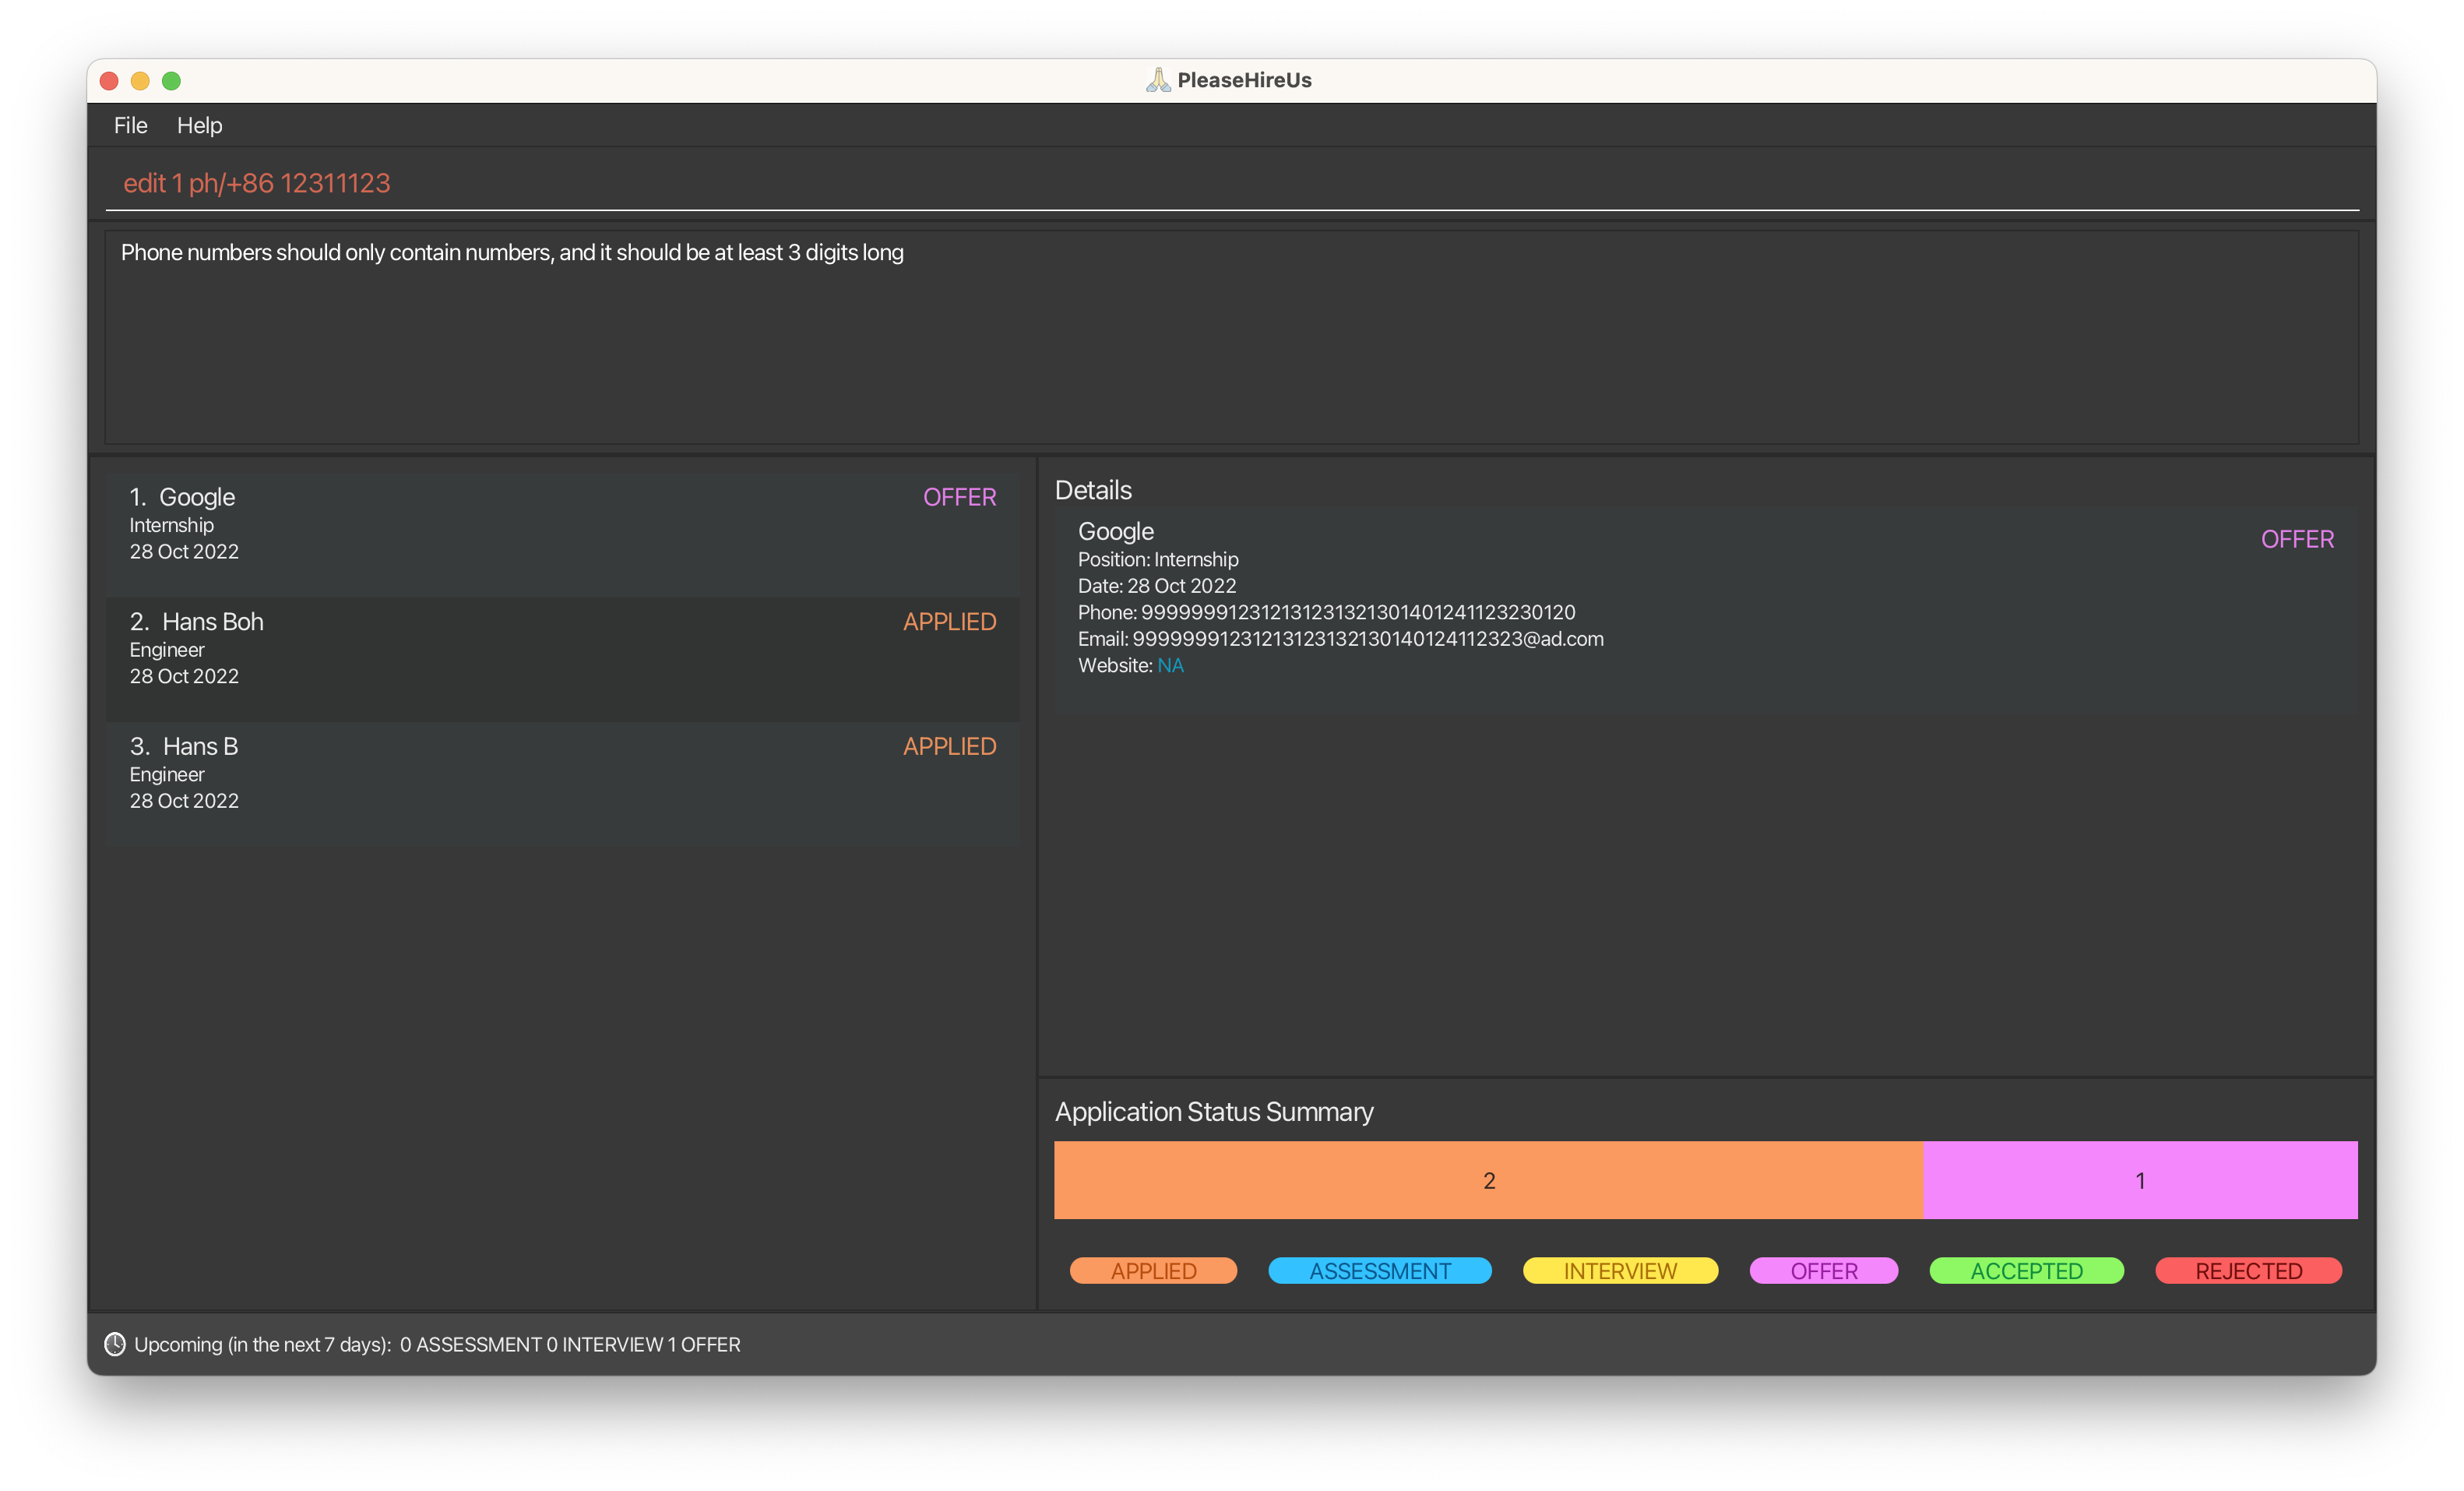 PleaseHireUs
File Help
edit 1 ph/+86 12311123
Phone numbers should only contain numbers, and it should be at least 3 digits long
1. Google OFFER
Internship
28 Oct 2022
2. Hans Boh APPLIED
Engineer
28 Oct 2022
3. Hans B APPLIED
Engineer
28 Oct 2022
Details
Google OFFER
Position: Internship
Date: 28 Oct 2022
Phone: 99999991231213123132130140124112323​0120
Email: 99999991231213123132130140124112323@ad.com
Website: NA
Application Status Summary
2 1
APPLIED ASSESSMENT INTERVIEW OFFER ACCEPTED REJECTED
Upcoming (in the next 7 days): 0 ASSESSMENT 0 INTERVIEW 1 OFFER